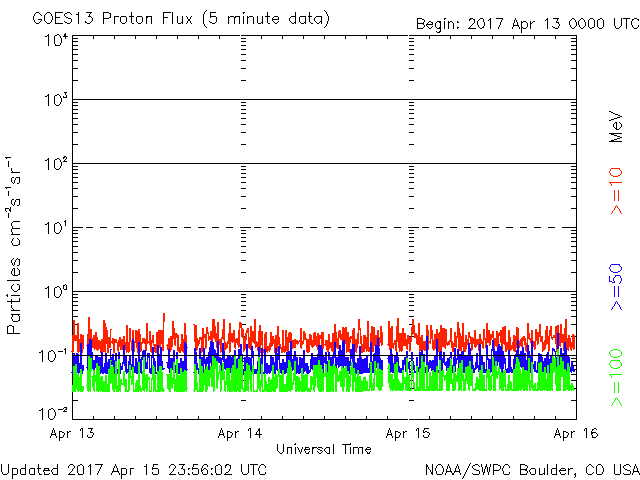 GOES13 Proton Flux (5 minute data)
Begin: 2017 Apr 13 0000 UTC
10⁴
10³
10²
10¹
10⁰
10⁻¹
10⁻²
Particles cm⁻²s⁻¹sr⁻¹
Apr 13
Apr 14
Apr 15
Apr 16
Universal Time
>=10
>=50
>=100
MeV
Updated 2017 Apr 15 23:56:02 UTC
NOAA/SWPC Boulder, CO USA